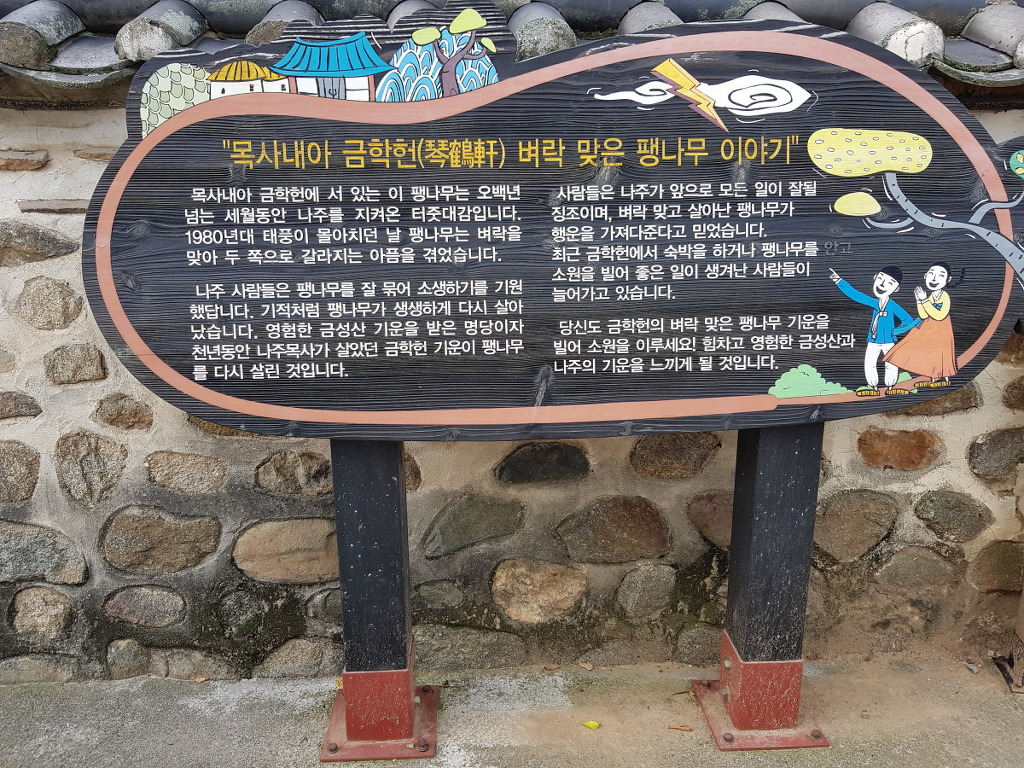 "목사내아 금학헌(琴鶴軒) 벼락 맞은 팽나무 이야기"
목사내아 금학헌에 서 있는 이 팽나무는 오백년
넘는 세월동안 나주를 지켜온 터줏대감입니다.
1980년대 태풍이 몰아치던 날 팽나무는 벼락을
맞아 두 쪽으로 갈라지는 아픔을 겪었습니다.
나주 사람들은 팽나무를 잘 묶어 소생하기를 기원
했답니다. 기적처럼 팽나무가 생생하게 다시 살아
났습니다. 영험한 금성산 기운을 받은 명당이자
천년동안 나주목사가 살았던 금학헌 기운이 팽나무
를 다시 살린 것입니다.
사람들은 나주가 앞으로 모든 일이 잘될
징조이며, 벼락 맞고 살아난 팽나무가
행운을 가져다준다고 믿었습니다.
최근 금학헌에서 숙박을 하거나 팽나무를 안고
소원을 빌어 좋은 일이 생겨난 사람들이
늘어가고 있습니다.
당신도 금학헌의 벼락 맞은 팽나무 기운을
빌어 소원을 이루세요! 힘차고 영험한 금성산과
나주의 기운을 느끼게 될 것입니다.